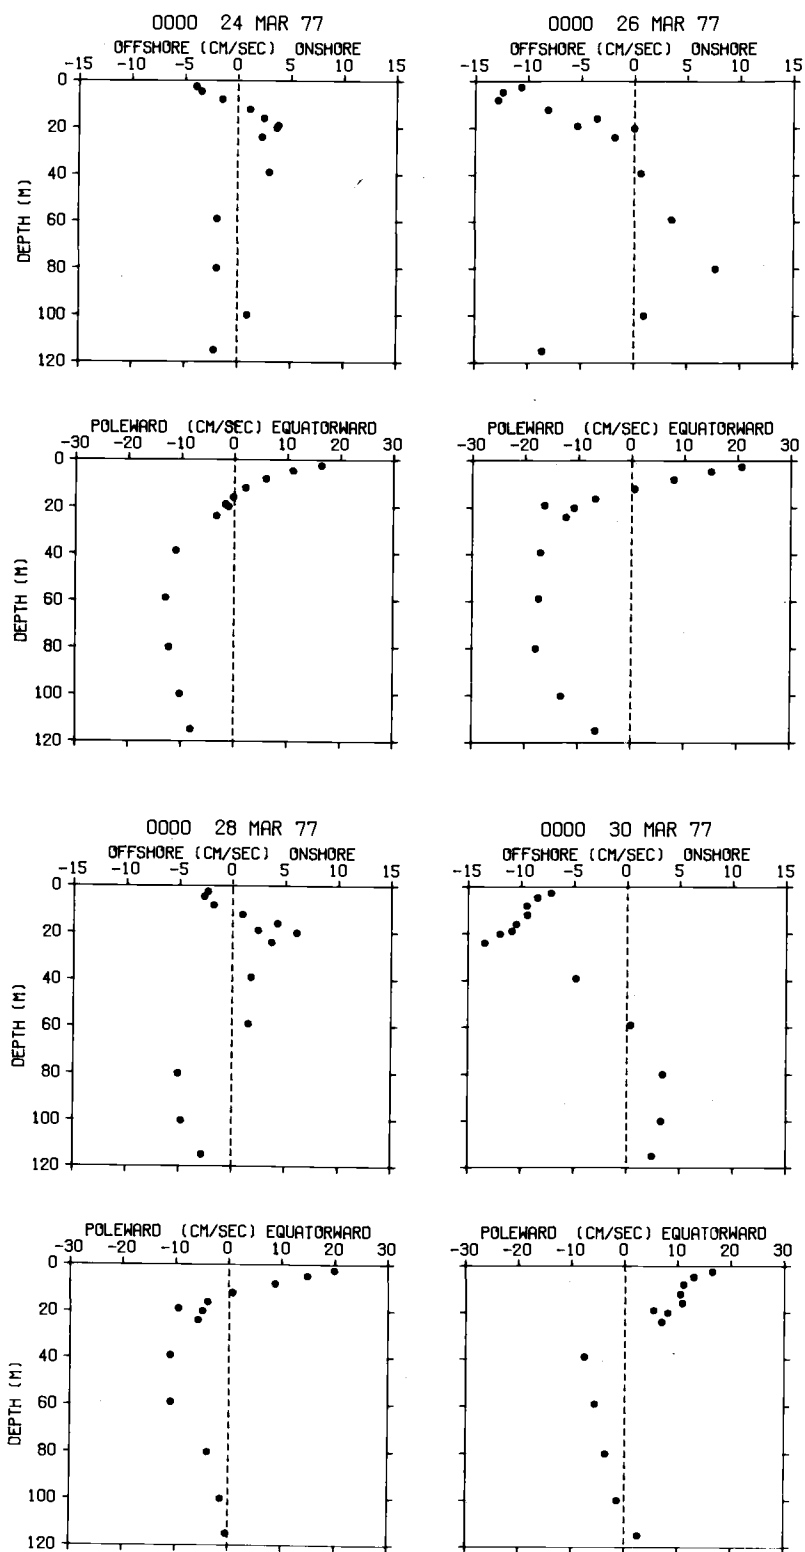 0000 24 MAR 77
OFFSHORE (CM/SEC) ONSHORE
-15 -10 -5 0 5 10 15
0
20
40
60
80
100
120
DEPTH (M)
0000 26 MAR 77
OFFSHORE (CM/SEC) ONSHORE
-15 -10 -5 0 5 10 15
POLEWARD (CM/SEC) EQUATORWARD
-30 -20 -10 0 10 20 30
0
20
40
60
80
100
120
DEPTH (M)
POLEWARD (CM/SEC) EQUATORWARD
-30 -20 -10 0 10 20 30
0000 28 MAR 77
OFFSHORE (CM/SEC) ONSHORE
-15 -10 -5 0 5 10 15
0
20
40
60
80
100
120
DEPTH (M)
0000 30 MAR 77
OFFSHORE (CM/SEC) ONSHORE
-15 -10 -5 0 5 10 15
POLEWARD (CM/SEC) EQUATORWARD
-30 -20 -10 0 10 20 30
0
20
40
60
80
100
120
DEPTH (M)
POLEWARD (CM/SEC) EQUATORWARD
-30 -20 -10 0 10 20 30